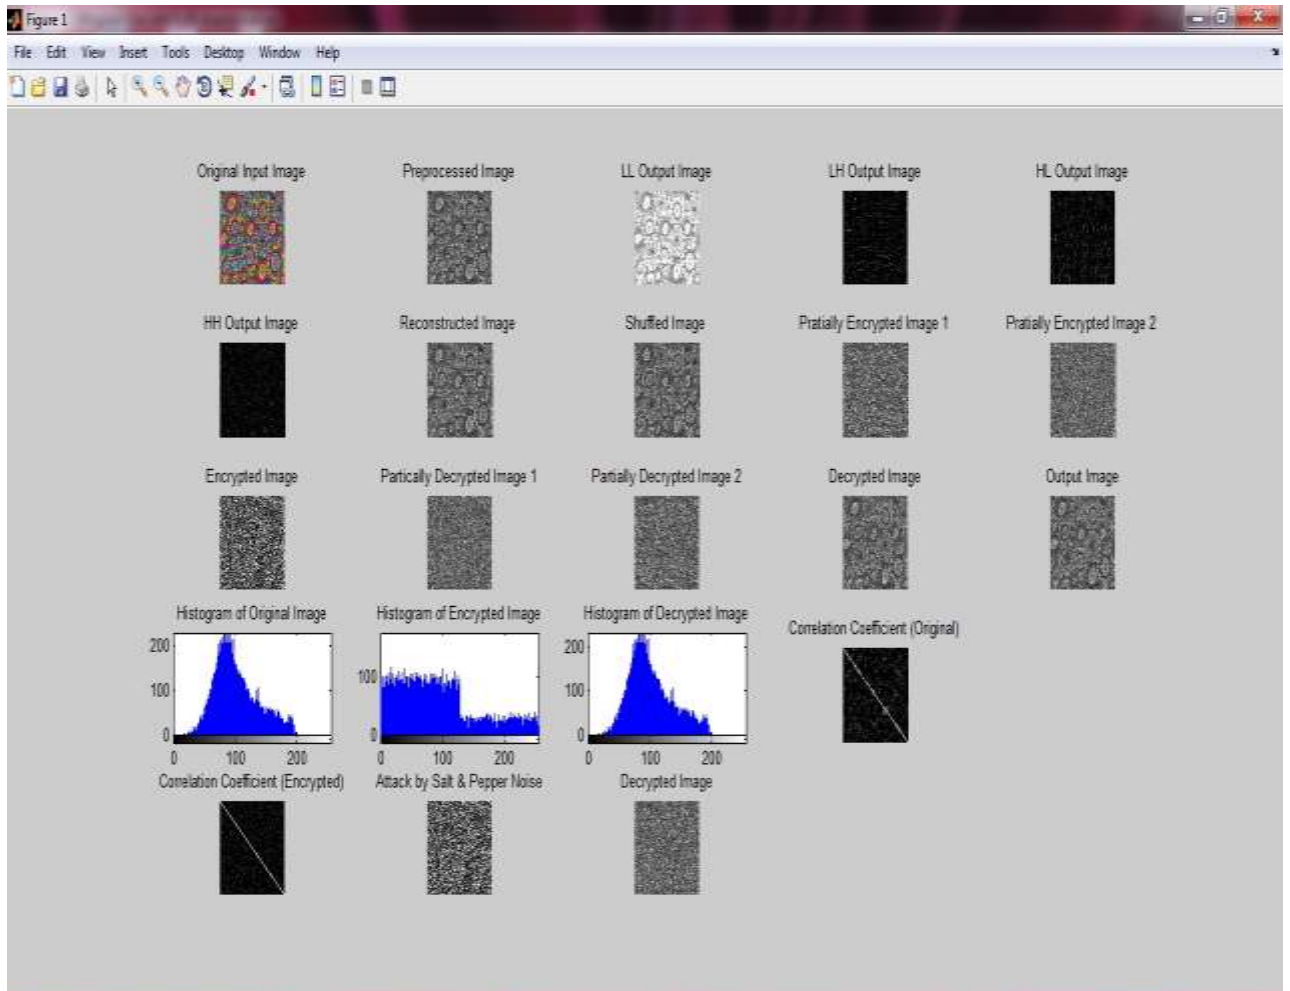 Figure 1
File Edit View Insert Tools Desktop Window Help
Original Input Image Preprocessed Image LL Output Image LH Output Image HL Output Image
HH Output Image Reconstructed Image Shuffled Image Pratially Encrypted Image 1 Pratially Encrypted Image 2
Encrypted Image Partically Decrypted Image 1 Partially Decrypted Image 2 Decrypted Image Output Image
Histogram of Original Image Histogram of Encrypted Image Histogram of Decrypted Image
Correlation Coefficient (Original)
200 200
100
100 100
0 0 0
0 100 200 0 100 200 0 100 200
Correlation Coefficient (Encrypted) Attack by Salt & Pepper Noise Decrypted Image